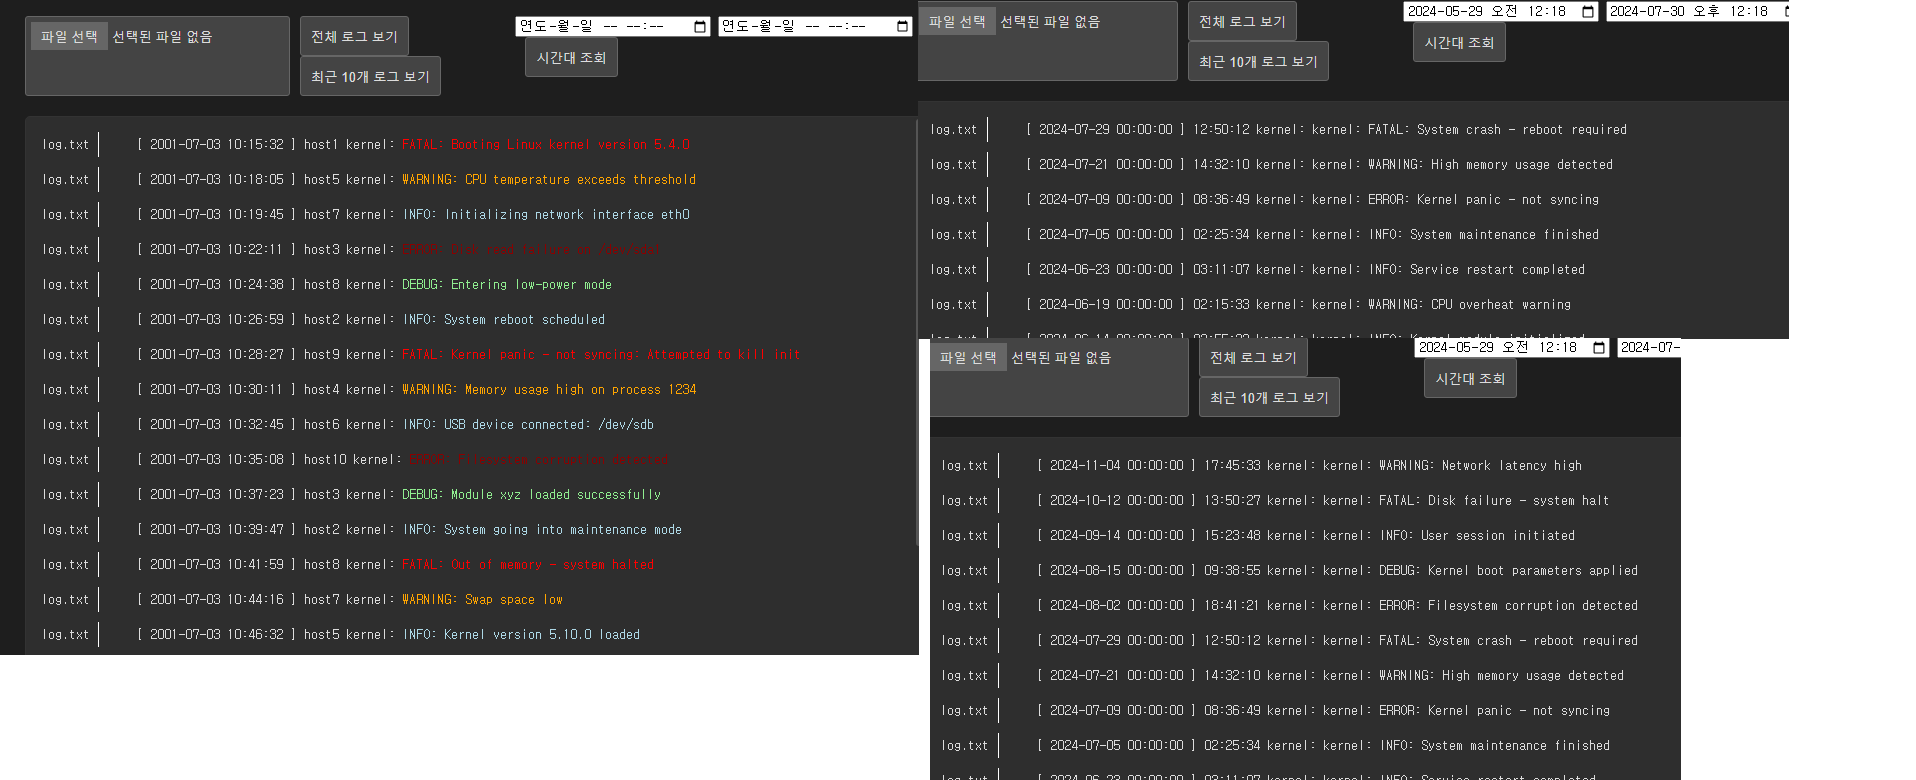 파일 선택 선택된 파일 없음
전체 로그 보기
최근 10개 로그 보기
연도-월-일 -- --:--
연도-월-일 -- --:--
시간대 조회
log.txt [ 2001-07-03 10:15:32 ] host1 kernel: FATAL: Booting Linux kernel version 5.4.0
log.txt [ 2001-07-03 10:18:05 ] host5 kernel: WARNING: CPU temperature exceeds threshold
log.txt [ 2001-07-03 10:19:45 ] host7 kernel: INFO: Initializing network interface eth0
log.txt [ 2001-07-03 10:22:11 ] host3 kernel:
log.txt [ 2001-07-03 10:24:38 ] host8 kernel: DEBUG: Entering low-power mode
log.txt [ 2001-07-03 10:26:59 ] host2 kernel: INFO: System reboot scheduled
log.txt [ 2001-07-03 10:28:27 ] host9 kernel: FATAL: Kernel panic - not syncing: Attempted to kill init
log.txt [ 2001-07-03 10:30:11 ] host4 kernel: WARNING: Memory usage high on process 1234
log.txt [ 2001-07-03 10:32:45 ] host6 kernel: INFO: USB device connected: /dev/sdb
log.txt [ 2001-07-03 10:35:08 ] host10 kernel:
log.txt [ 2001-07-03 10:37:23 ] host3 kernel: DEBUG: Module xyz loaded successfully
log.txt [ 2001-07-03 10:39:47 ] host2 kernel: INFO: System going into maintenance mode
log.txt [ 2001-07-03 10:41:59 ] host8 kernel: FATAL: Out of memory - system halted
log.txt [ 2001-07-03 10:44:16 ] host7 kernel: WARNING: Swap space low
log.txt [ 2001-07-03 10:46:32 ] host5 kernel: INFO: Kernel version 5.10.0 loaded
파일 선택 선택된 파일 없음
전체 로그 보기
최근 10개 로그 보기
2024-05-29 오전 12:18
2024-07-30 오후 12:18
시간대 조회
log.txt [ 2024-07-29 00:00:00 ] 12:50:12 kernel: kernel: FATAL: System crash - reboot required
log.txt [ 2024-07-21 00:00:00 ] 14:32:10 kernel: kernel: WARNING: High memory usage detected
log.txt [ 2024-07-09 00:00:00 ] 08:36:49 kernel: kernel: ERROR: Kernel panic - not syncing
log.txt [ 2024-07-05 00:00:00 ] 02:25:34 kernel: kernel: INFO: System maintenance finished
log.txt [ 2024-06-23 00:00:00 ] 03:11:07 kernel: kernel: INFO: Service restart completed
log.txt [ 2024-06-19 00:00:00 ] 02:15:33 kernel: kernel: WARNING: CPU overheat warning
파일 선택 선택된 파일 없음
전체 로그 보기
최근 10개 로그 보기
2024-05-29 오전 12:18
2024-07-
시간대 조회
log.txt [ 2024-11-04 00:00:00 ] 17:45:33 kernel: kernel: WARNING: Network latency high
log.txt [ 2024-10-12 00:00:00 ] 13:50:27 kernel: kernel: FATAL: Disk failure - system halt
log.txt [ 2024-09-14 00:00:00 ] 15:23:48 kernel: kernel: INFO: User session initiated
log.txt [ 2024-08-15 00:00:00 ] 09:38:55 kernel: kernel: DEBUG: Kernel boot parameters applied
log.txt [ 2024-08-02 00:00:00 ] 18:41:21 kernel: kernel: ERROR: Filesystem corruption detected
log.txt [ 2024-07-29 00:00:00 ] 12:50:12 kernel: kernel: FATAL: System crash - reboot required
log.txt [ 2024-07-21 00:00:00 ] 14:32:10 kernel: kernel: WARNING: High memory usage detected
log.txt [ 2024-07-09 00:00:00 ] 08:36:49 kernel: kernel: ERROR: Kernel panic - not syncing
log.txt [ 2024-07-05 00:00:00 ] 02:25:34 kernel: kernel: INFO: System maintenance finished